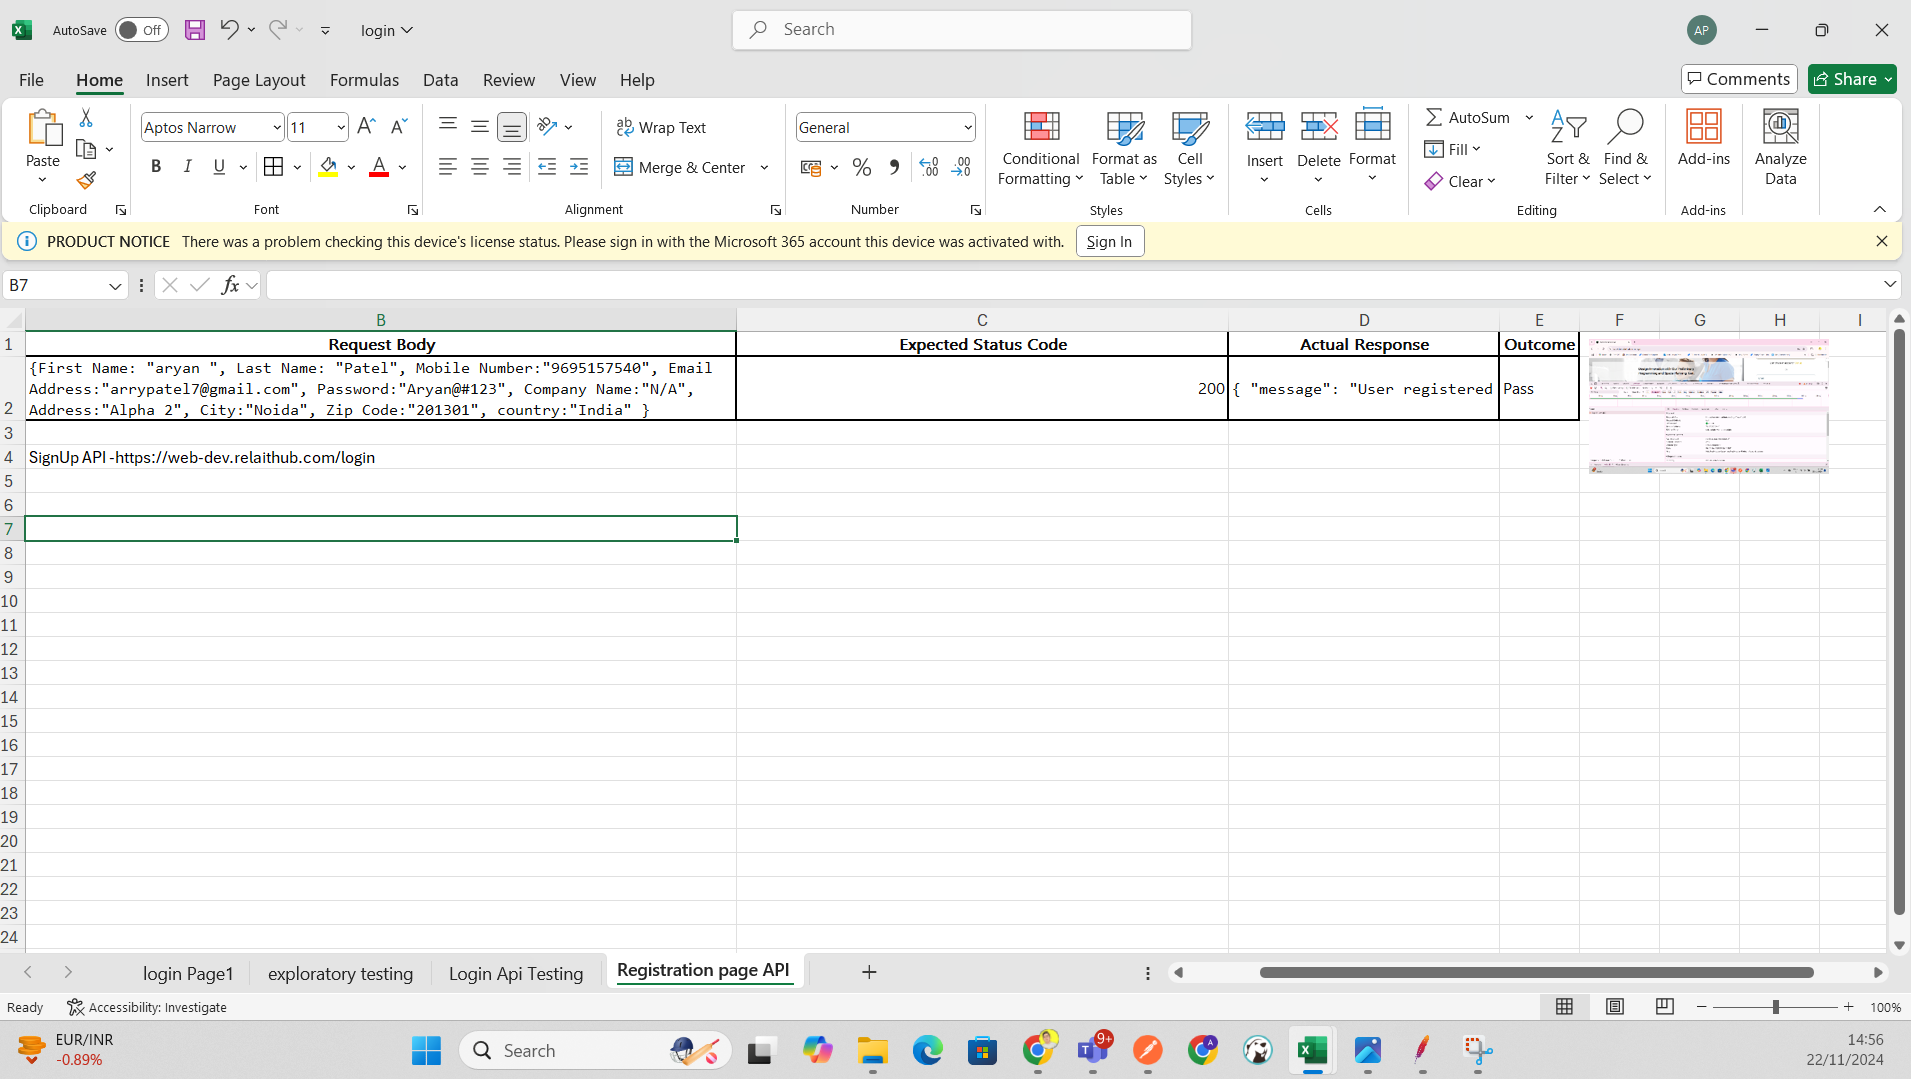 AutoSave Off login Search AP
File Home Insert Page Layout Formulas Data Review View Help Comments Share
Paste Clipboard
Aptos Narrow 11 B I U A Font
Wrap Text Merge & Center Alignment
General % Number
Conditional Formatting Format as Table Cell Styles Styles
Insert Delete Format Cells
AutoSum Fill Clear Sort & Filter Find & Select Editing
Add-ins Add-ins
Analyze Data
PRODUCT NOTICE There was a problem checking this device's license status. Please sign in with the Microsoft 365 account this device was activated with. Sign In
B7 fx
B C D E F G H I
1 Request Body Expected Status Code Actual Response Outcome
{First Name: "aryan ", Last Name: "Patel", Mobile Number:"9695157540", Email
Address:"arrypatel7@gmail.com", Password:"Aryan@#123", Company Name:"N/A", 200 { "message": "User registered Pass
2 Address:"Alpha 2", City:"Noida", Zip Code:"201301", country:"India" }
3
4 SignUp API -https://web-dev.relaithub.com/login
5
6
7
8
9
10
11
12
13
14
15
16
17
18
19
20
21
22
23
24
login Page1 exploratory testing Login Api Testing Registration page API
Ready Accessibility: Investigate 100%
EUR/INR
-0.89%
Search 9+ A
14:56
22/11/2024